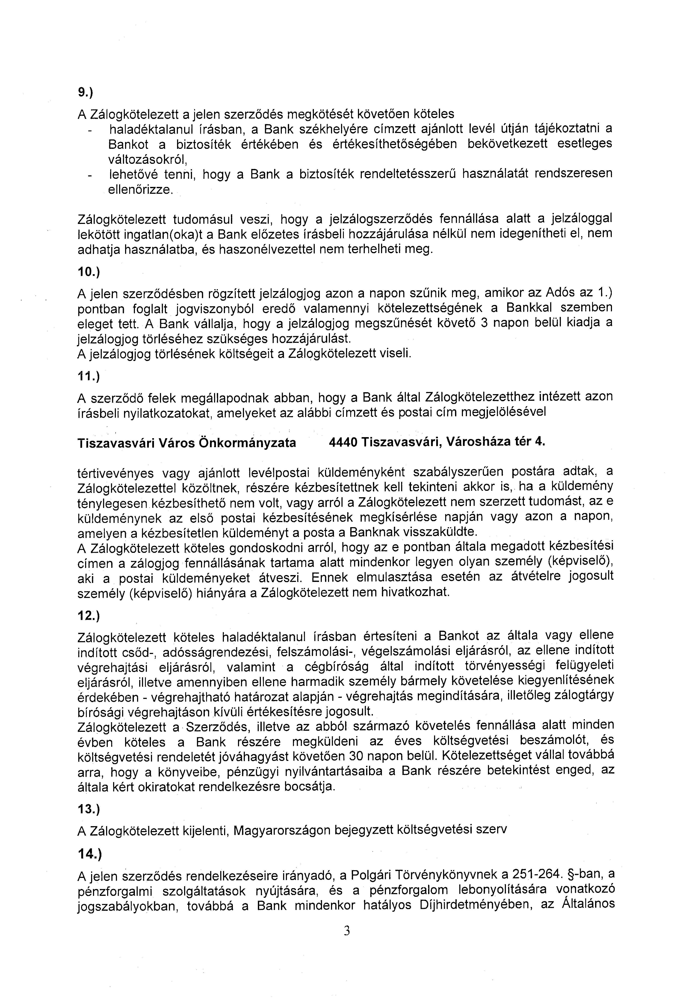 9.)
A Zálogkötelezett a jelen szerződés megkötését követően köteles
- haladéktalanul írásban, a Bank székhelyére címzett ajánlott levél útján tájékoztatni a
Bankot a biztosíték értékében és értékesíthetőségében bekövetkezett esetleges
változásokról,
- lehetővé tenni, hogy a Bank a biztosíték rendeltetésszerű használatát rendszeresen
ellenőrizze.
Zálogkötelezett tudomásul veszi, hogy a jelzálogszerződés fennállása alatt a jelzáloggal
lekötött ingatlan(oka)t a Bank előzetes írásbeli hozzájárulása nélkül nem idegenítheti el, nem
adhatja használatba, és haszonélvezettel nem terhelheti meg.
10.)
A jelen szerződésben rögzített jelzálogjog azon a napon szűnik meg, amikor az Adós az 1.)
pontban foglalt jogviszonyból eredő valamennyi kötelezettségének a Bankkal szemben
eleget tett. A Bank vállalja, hogy a jelzálogjog megszűnését követő 3 napon belül kiadja a
jelzálogjog törléséhez szükséges hozzájárulást.
A jelzálogjog törlésének költségeit a Zálogkötelezett viseli.
11.)
A szerződő felek megállapodnak abban, hogy a Bank által Zálogkötelezetthez intézett azon
írásbeli nyilatkozatokat, amelyeket az alábbi címzett és postai cím megjelölésével
Tiszavasvári Város Önkormányzata 4440 Tiszavasvári, Városháza tér 4.
tértivevényes vagy ajánlott levélpostai küldeményként szabályszerűen postára adtak, a
Zálogkötelezettel közöltnek, részére kézbesítettnek kell tekinteni akkor is, ha a küldemény
ténylegesen kézbesíthető nem volt, vagy arról a Zálogkötelezett nem szerzett tudomást, az e
küldeménynek az első postai kézbesítésének megkísérlése napján vagy azon a napon,
amelyen a kézbesítetlen küldeményt a posta a Banknak visszaküldte.
A Zálogkötelezett köteles gondoskodni arról, hogy az e pontban általa megadott kézbesítési
címen a zálogjog fennállásának tartama alatt mindenkor legyen olyan személy (képviselő),
aki a postai küldeményeket átveszi. Ennek elmulasztása esetén az átvételre jogosult
személy (képviselő) hiányára a Zálogkötelezett nem hivatkozhat.
12.)
Zálogkötelezett köteles haladéktalanul írásban értesíteni a Bankot az általa vagy ellene
indított csőd-, adósságrendezési, felszámolási-, végelszámolási eljárásról, az ellene indított
végrehajtási eljárásról, valamint a cégbíróság által indított törvényességi felügyeleti
eljárásról, illetve amennyiben ellene harmadik személy bármely követelése kiegyenlítésének
érdekében - végrehajtható határozat alapján - végrehajtás megindítására, illetőleg zálogtárgy
bírósági végrehajtáson kívüli értékesítésre jogosult.
Zálogkötelezett a Szerződés, illetve az abból származó követelés fennállása alatt minden
évben köteles a Bank részére megküldeni az éves költségvetési beszámolót, és
költségvetési rendeletét jóváhagyást követően 30 napon belül. Kötelezettséget vállal továbbá
arra, hogy a könyveibe, pénzügyi nyilvántartásaiba a Bank részére betekintést enged, az
általa kért okiratokat rendelkezésre bocsátja.
13.)
A Zálogkötelezett kijelenti, Magyarországon bejegyzett költségvetési szerv
14.)
A jelen szerződés rendelkezéseire irányadó, a Polgári Törvénykönyvnek a 251-264. §-ban, a
pénzforgalmi szolgáltatások nyújtására, és a pénzforgalom lebonyolítására vonatkozó
jogszabályokban, továbbá a Bank mindenkor hatályos Díjhirdetményében, az Általános
3